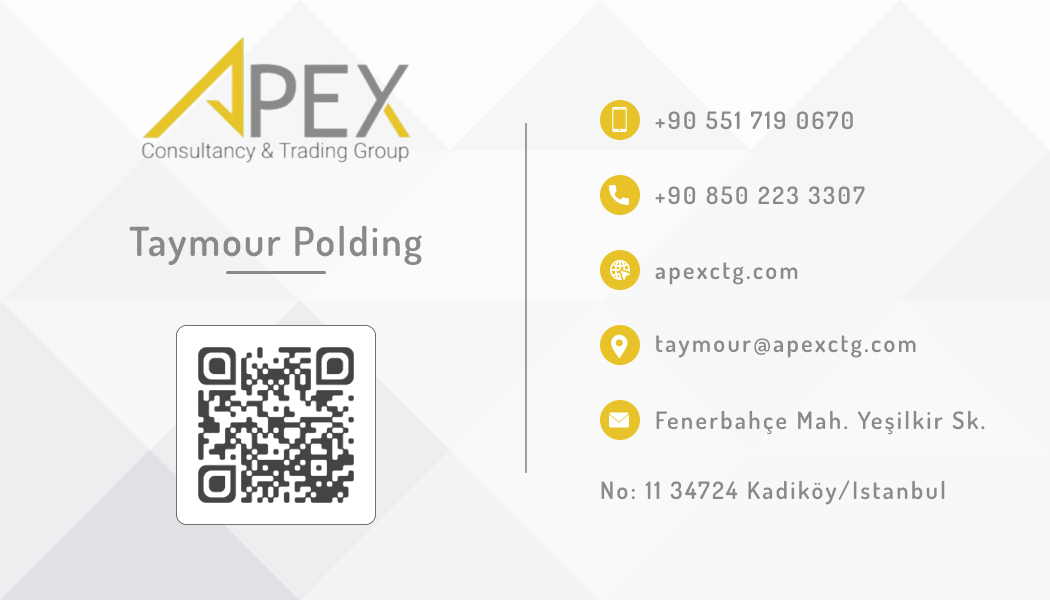 APEX
Consultancy & Trading Group
Taymour Polding
+90 551 719 0670
+90 850 223 3307
apexctg.com
taymour@apexctg.com
Fenerbahçe Mah. Yeşilkir Sk.
No: 11 34724 Kadiköy/Istanbul